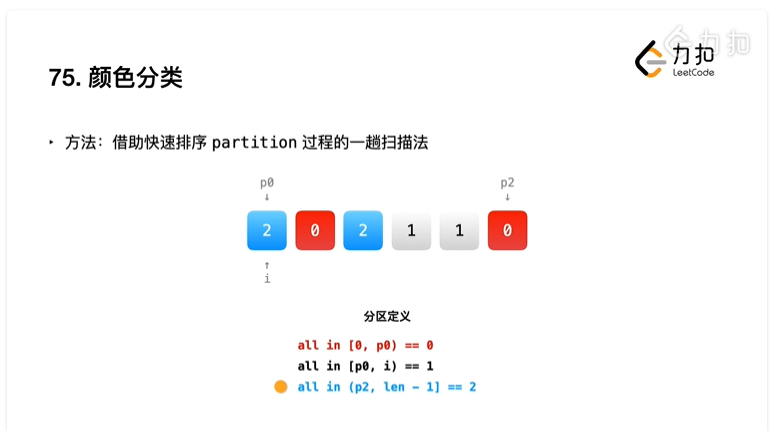 力扣
力扣
LeetCode
75. 颜色分类
‣ 方法：借助快速排序 partition 过程的一趟扫描法
p0 p2
↓ ↓
2 0 2 1 1 0
↑
i
分区定义
all in [0, p0) == 0
all in [p0, i) == 1
all in (p2, len - 1] == 2